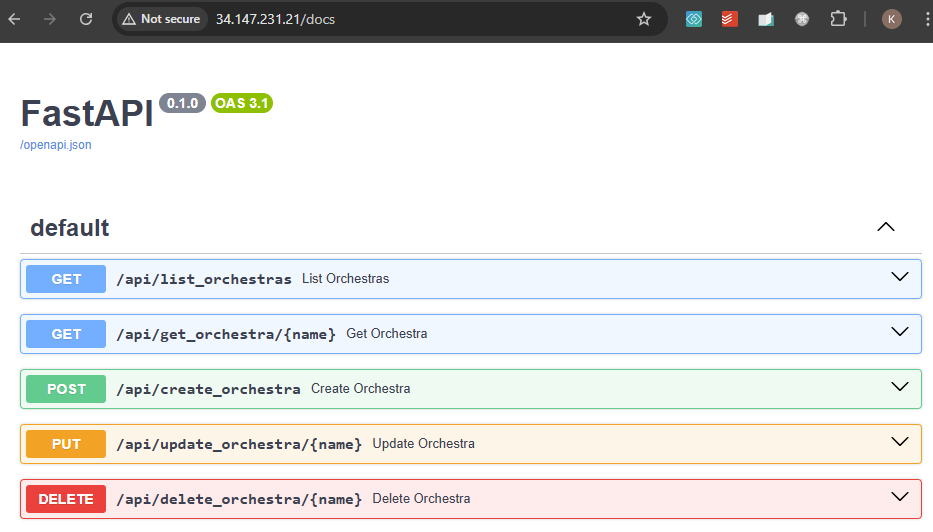 Not secure 34.147.231.21/docs K
FastAPI 0.1.0 OAS 3.1
/openapi.json
default
GET /api/list_orchestras List Orchestras
GET /api/get_orchestra/{name} Get Orchestra
POST /api/create_orchestra Create Orchestra
PUT /api/update_orchestra/{name} Update Orchestra
DELETE /api/delete_orchestra/{name} Delete Orchestra